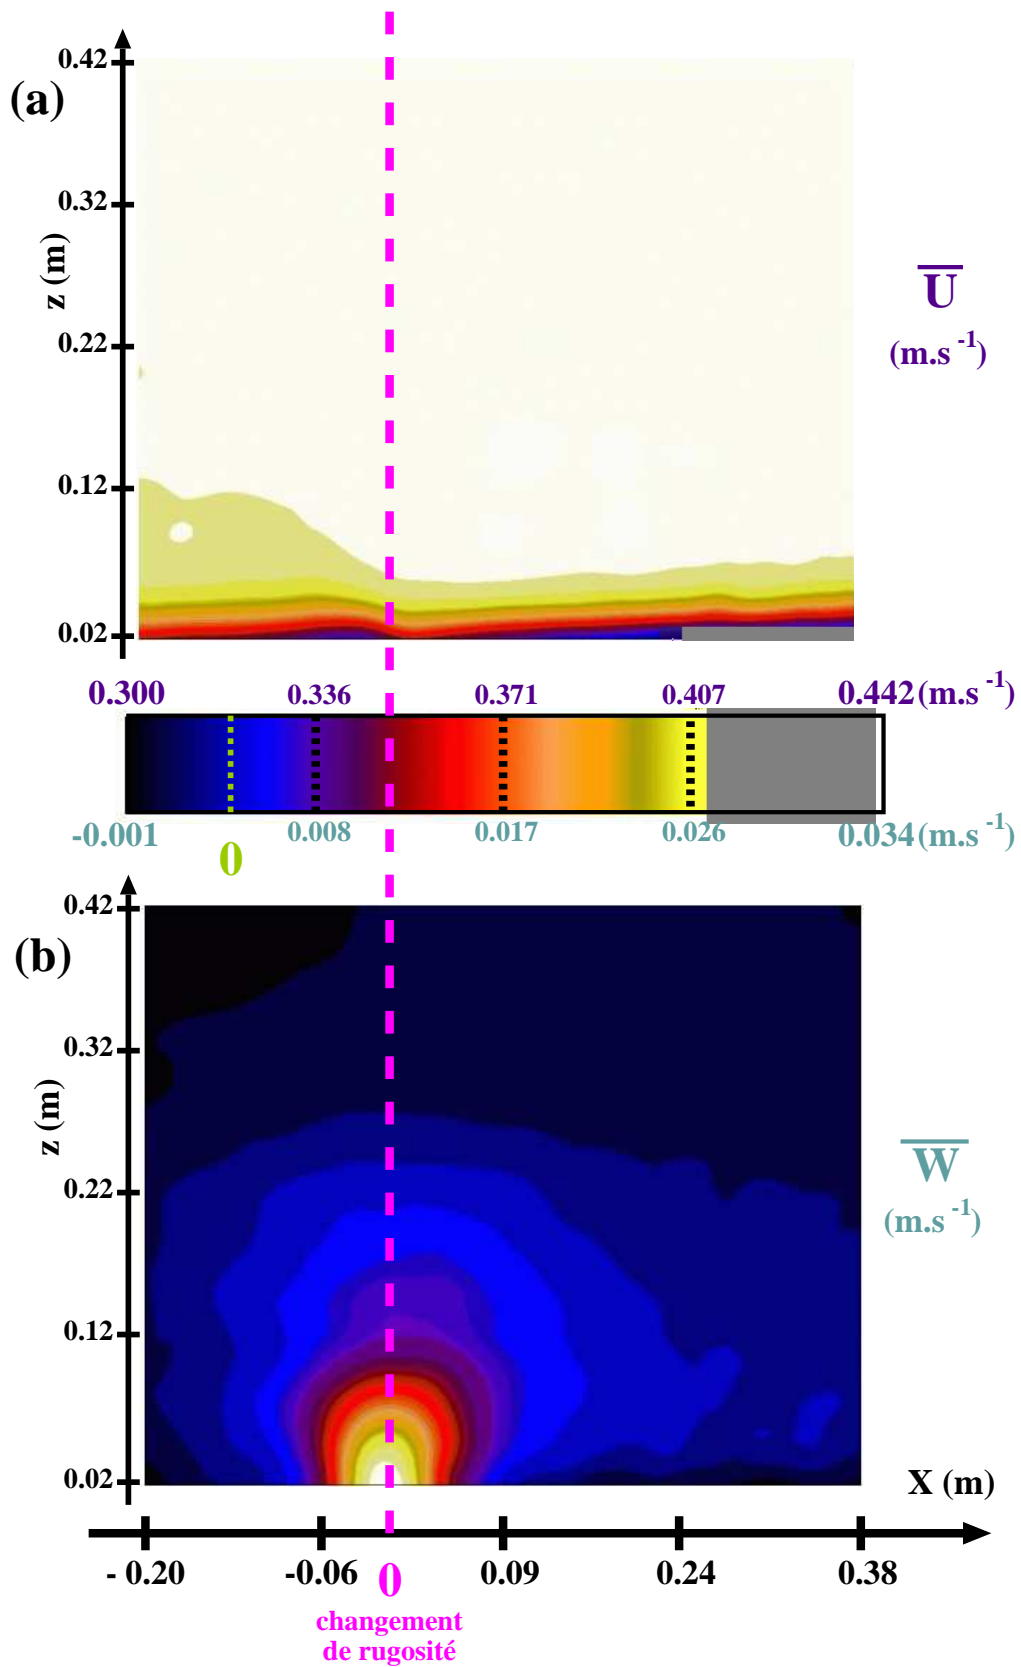 0.42
(a)
0.32
z (m)
U
(m.s -1)
0.22
0.12
0.02
0.300 0.336 0.371 0.407 0.442 (m.s -1)
-0.001 0.008 0.017 0.026 0.034 (m.s -1)
0
0.42
(b)
0.32
z (m)
W
(m.s -1)
0.22
0.12
0.02
X (m)
- 0.20 -0.06 0 0.09 0.24 0.38
changement
de rugosité